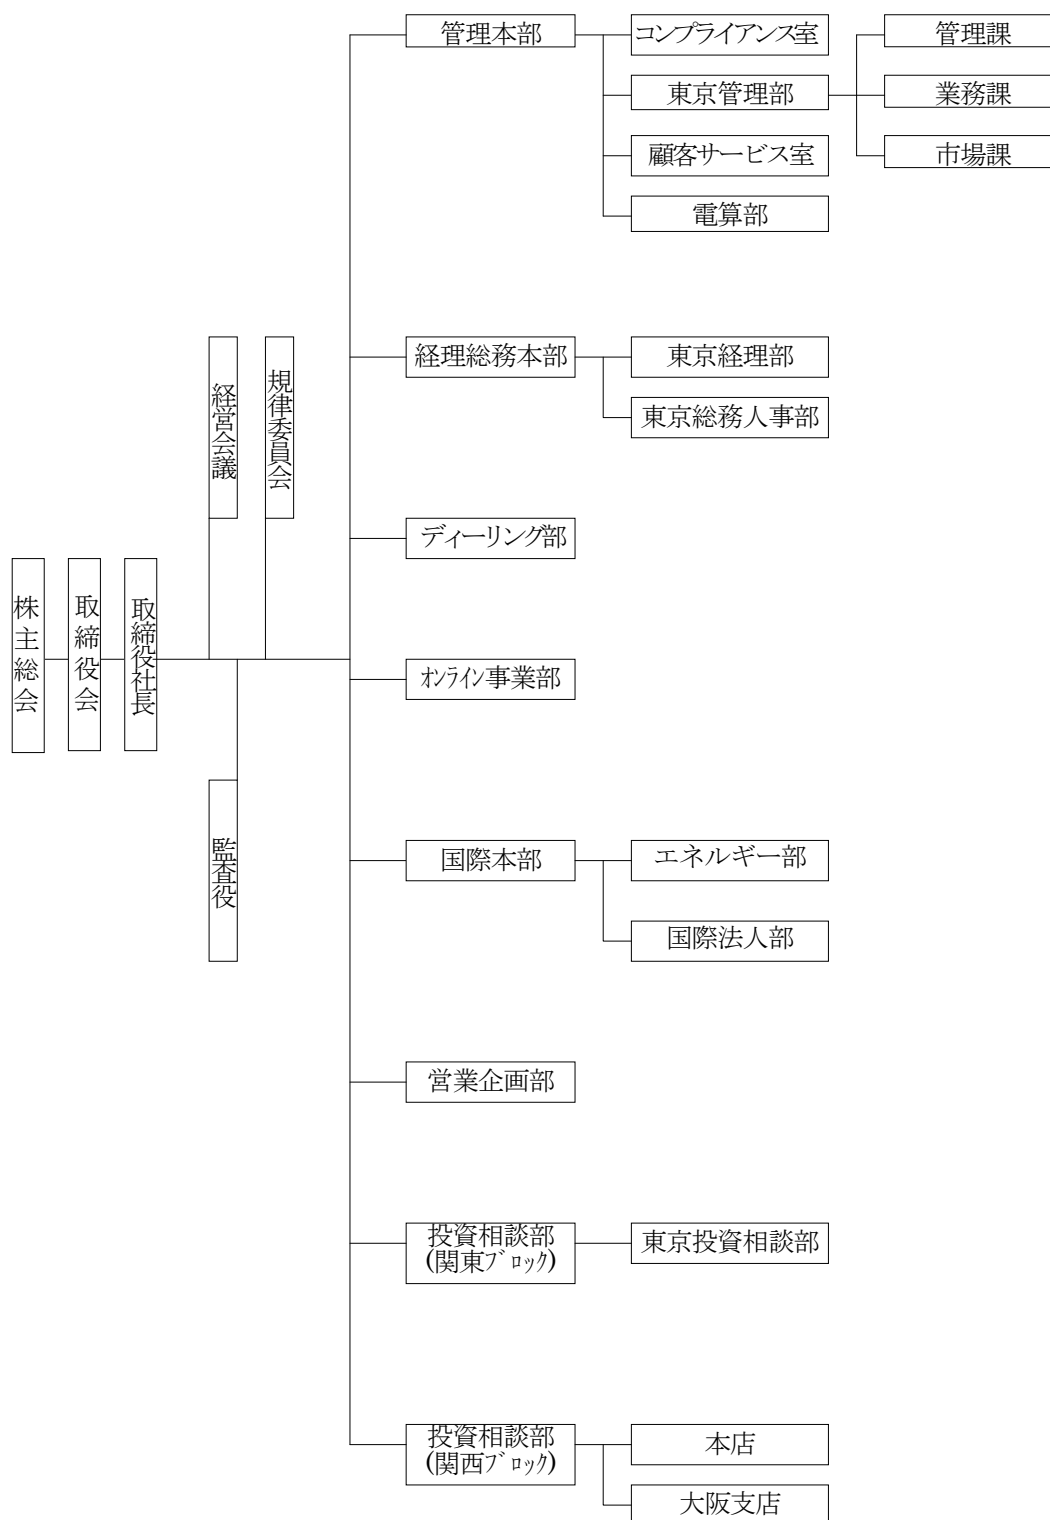 株主総会
取締役会
取締役社長
経営会議
規律委員会
監査役
管理本部
コンプライアンス室
東京管理部
管理課
業務課
市場課
顧客サービス室
電算部
経理総務本部
東京経理部
東京総務人事部
ディーリング部
ｵﾝﾗｲﾝ事業部
国際本部
エネルギー部
国際法人部
営業企画部
投資相談部
(関東ﾌﾞﾛｯｸ)
東京投資相談部
投資相談部
(関西ﾌﾞﾛｯｸ)
本店
大阪支店